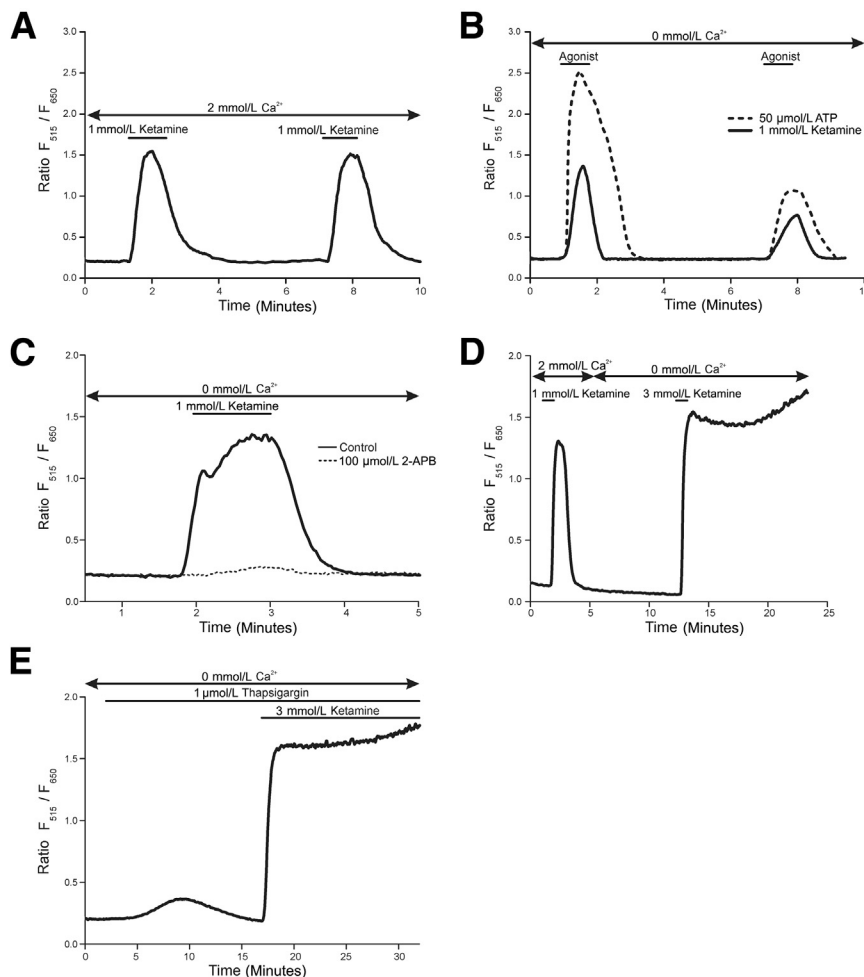 A
3.0
2.5
2.0
1.5
1.0
0.5
0.0
Ratio F515 / F650
2 mmol/L Ca2+
1 mmol/L Ketamine
1 mmol/L Ketamine
0 2 4 6 8 10
Time (Minutes)
B
3.0
2.5
2.0
1.5
1.0
0.5
0.0
Ratio F515 / F650
0 mmol/L Ca2+
Agonist
Agonist
50 µmol/L ATP
1 mmol/L Ketamine
0 2 4 6 8
Time (Minutes)
C
2.0
1.5
1.0
0.5
0.0
Ratio F515 / F650
0 mmol/L Ca2+
1 mmol/L Ketamine
Control
100 µmol/L 2-APB
1 2 3 4 5
Time (Minutes)
D
2.0
1.5
1.0
0.5
0.0
Ratio F515 / F650
2 mmol/L Ca2+ 0 mmol/L Ca2+
1 mmol/L Ketamine 3 mmol/L Ketamine
0 5 10 15 20 25
Time (Minutes)
E
2.0
1.5
1.0
0.5
0.0
Ratio F515 / F650
0 mmol/L Ca2+
1 µmol/L Thapsigargin
3 mmol/L Ketamine
0 5 10 15 20 25 30
Time (Minutes)